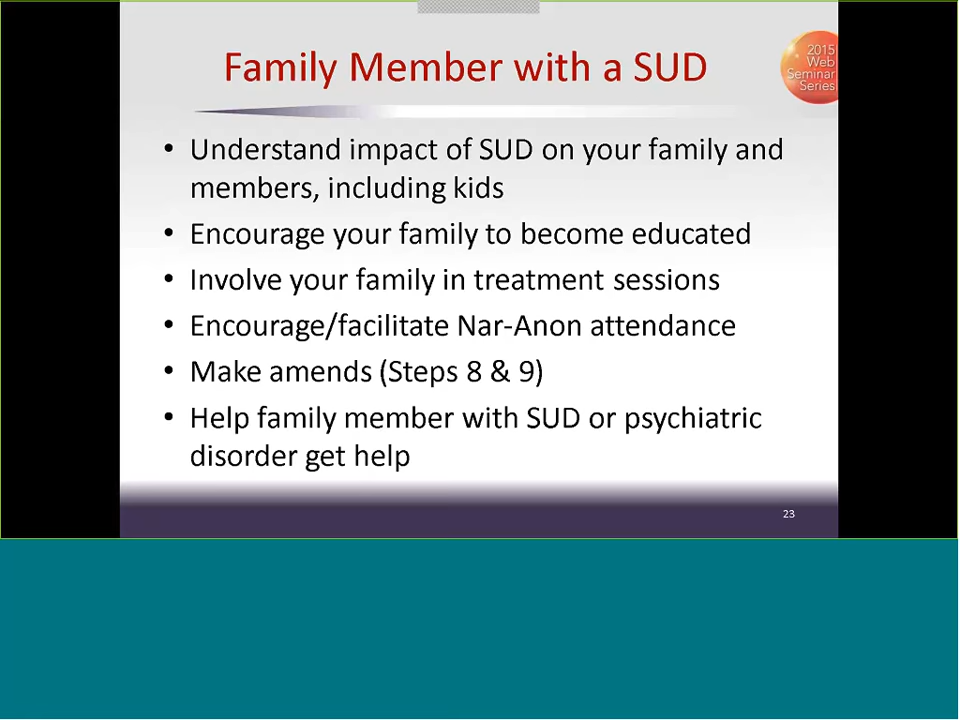 Family Member with a SUD
2015
Web
Seminar
Series
• Understand impact of SUD on your family and
members, including kids
• Encourage your family to become educated
• Involve your family in treatment sessions
• Encourage/facilitate Nar-Anon attendance
• Make amends (Steps 8 & 9)
• Help family member with SUD or psychiatric
disorder get help
23